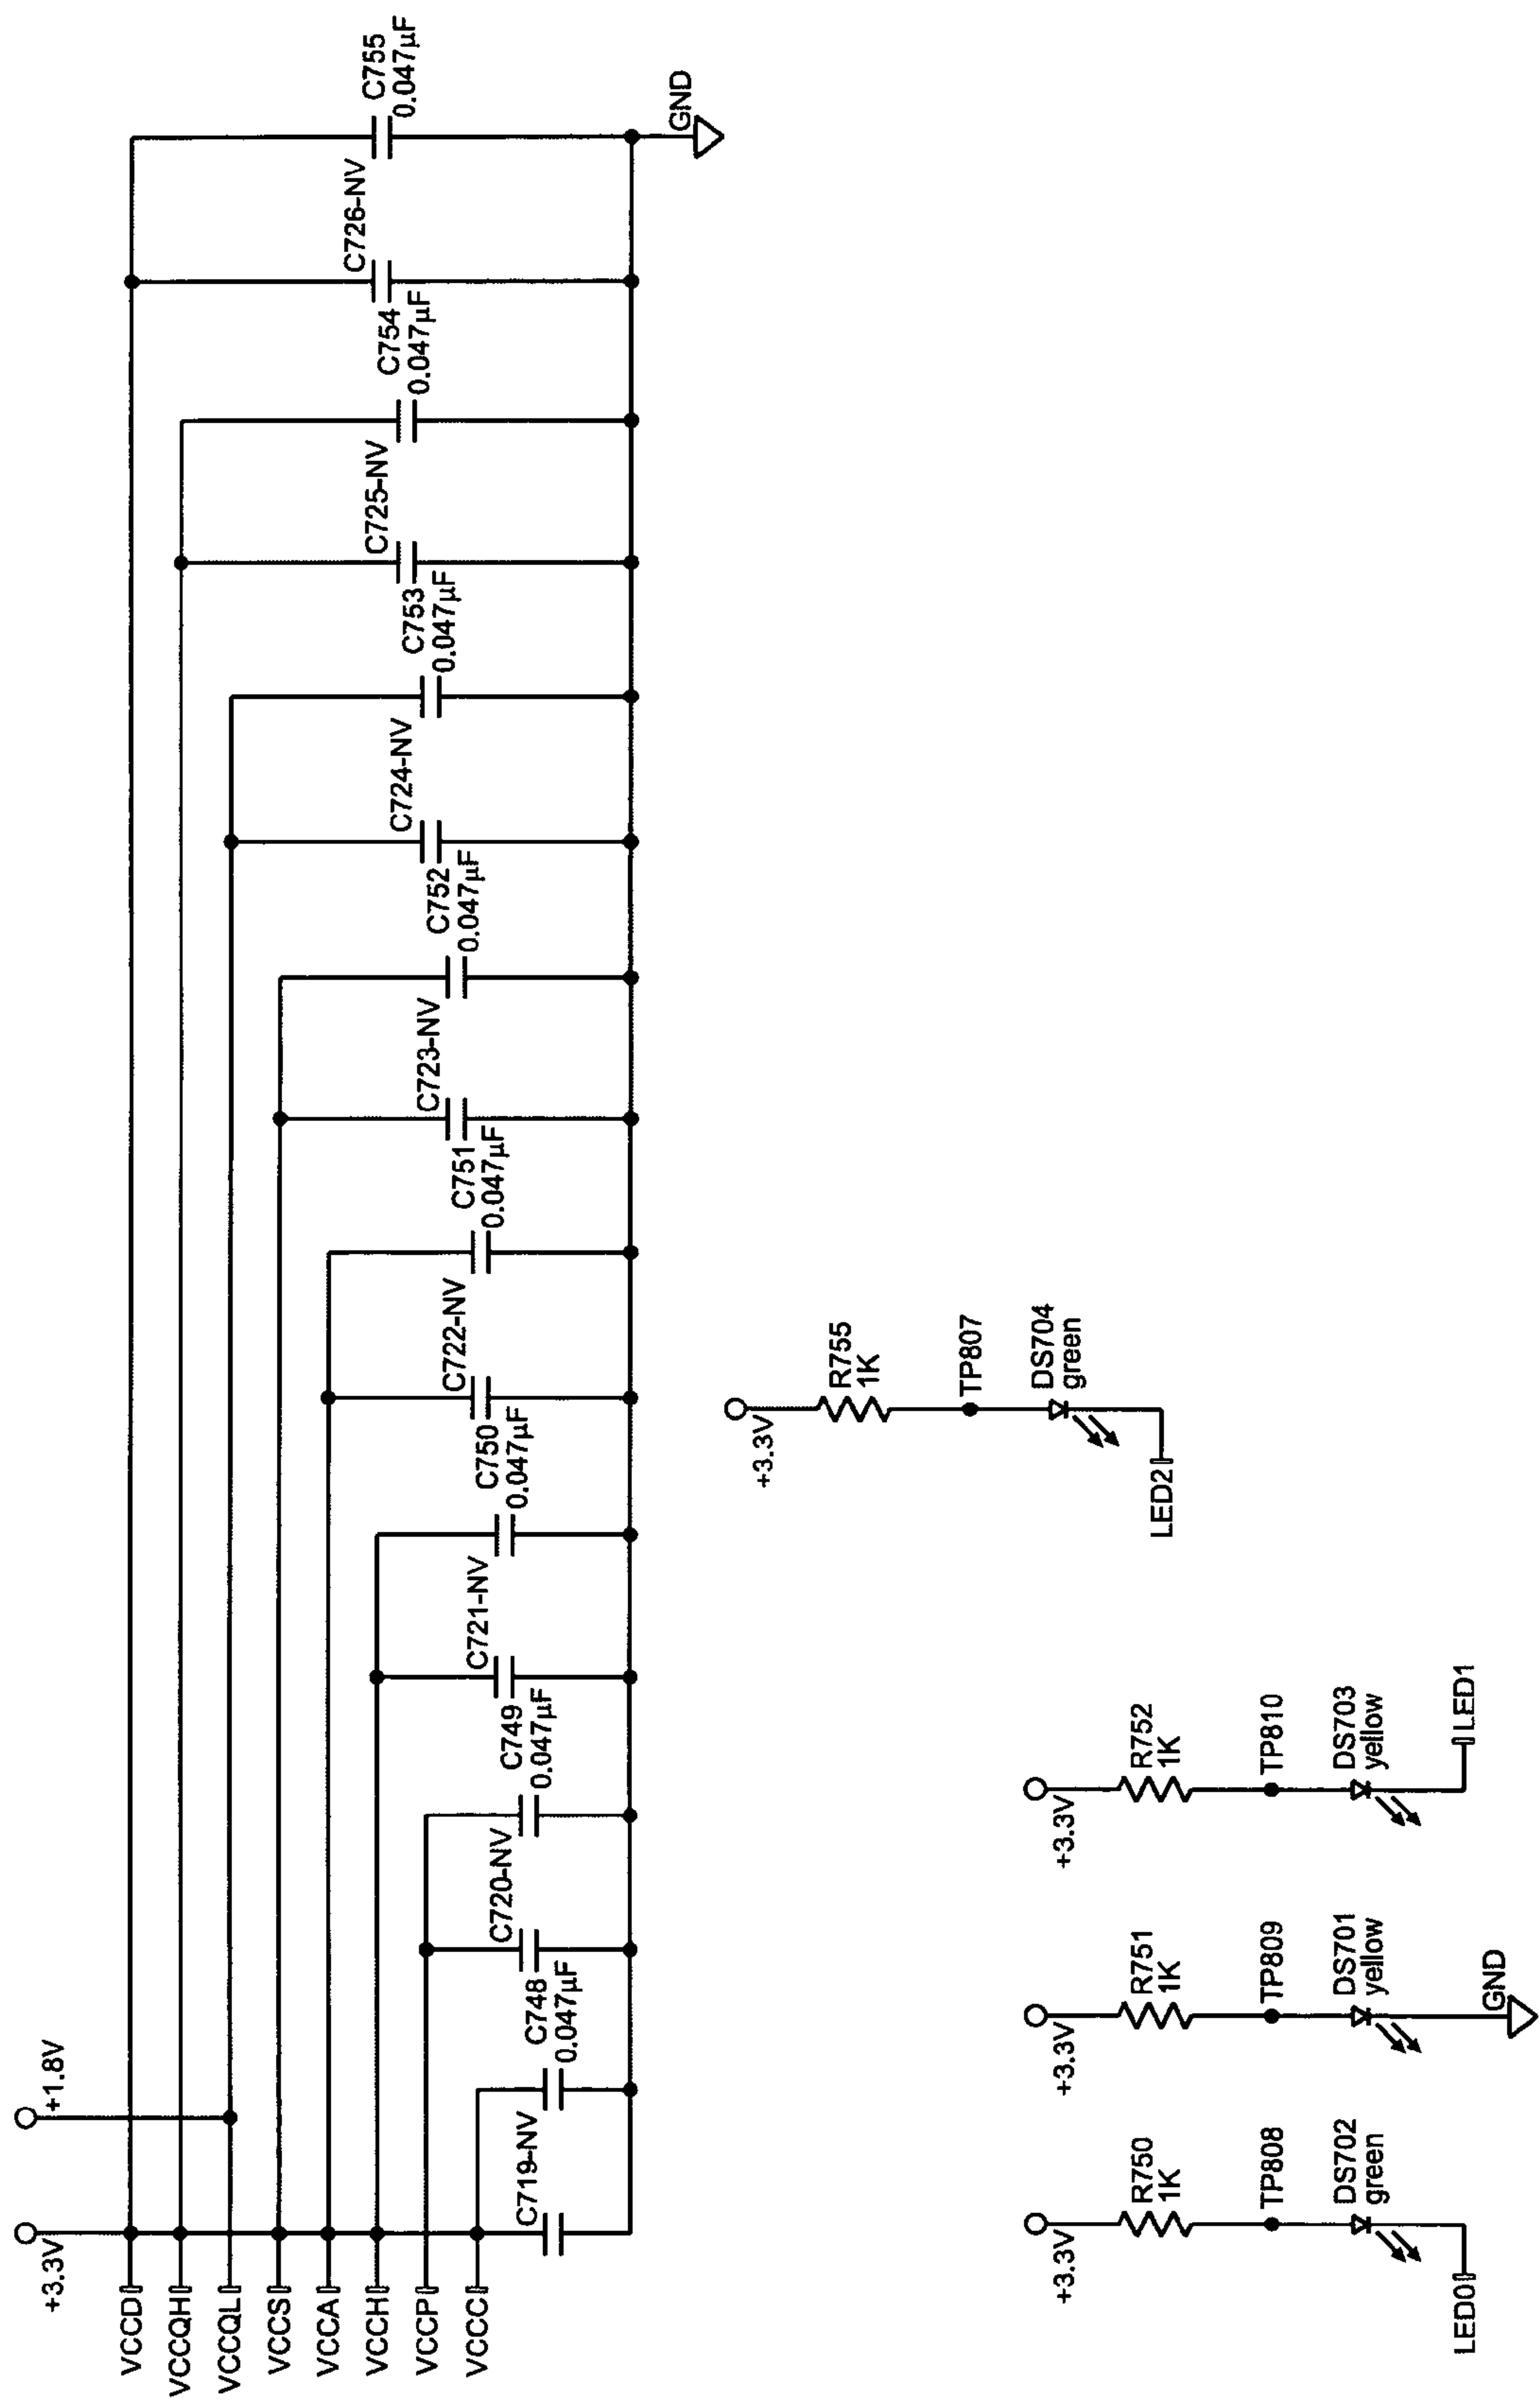 +3.3V
+1.8V
VCCD
VCCQH
VCCQL
VCCS
VCCA
VCCH
VCCP
VCCC
C719-NV
C748
0.047µF
C720-NV
C749
0.047µF
C721-NV
C750
0.047µF
C722-NV
C751
0.047µF
C723-NV
C752
0.047µF
C724-NV
C753
0.047µF
C725-NV
C754
0.047µF
C726-NV
C755
0.047µF
GND
+3.3V
R755
1K
TP807
DS704
green
LED2
+3.3V
R750
1K
TP808
DS702
green
LED0
+3.3V
R751
1K
TP809
DS701
yellow
GND
+3.3V
R752
1K
TP810
DS703
yellow
LED1